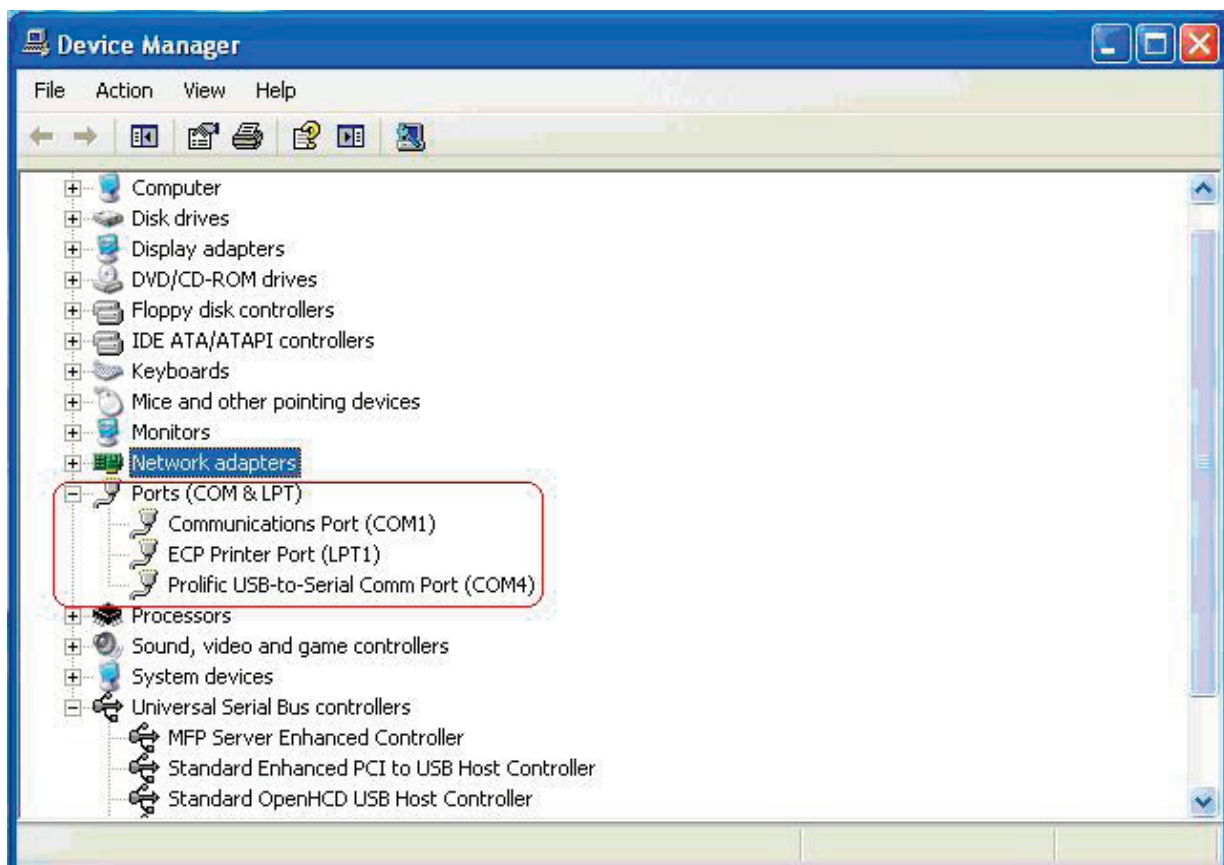 Device Manager
File Action View Help
Computer
Disk drives
Display adapters
DVD/CD-ROM drives
Floppy disk controllers
IDE ATA/ATAPI controllers
Keyboards
Mice and other pointing devices
Monitors
Network adapters
Ports (COM & LPT)
Communications Port (COM1)
ECP Printer Port (LPT1)
Prolific USB-to-Serial Comm Port (COM4)
Processors
Sound, video and game controllers
System devices
Universal Serial Bus controllers
MFP Server Enhanced Controller
Standard Enhanced PCI to USB Host Controller
Standard OpenHCD USB Host Controller